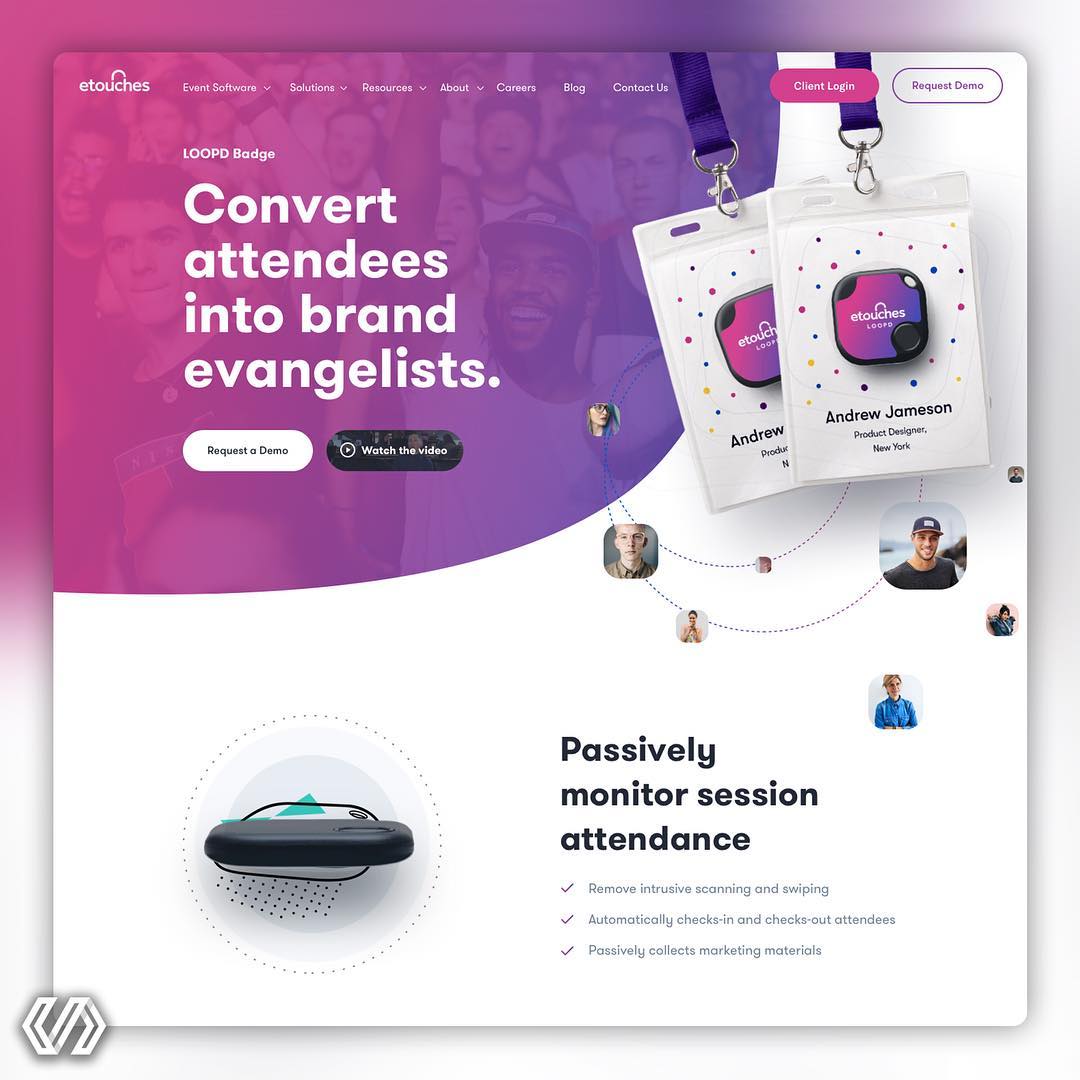 etouches
Event Software
Solutions
Resources
About
Careers
Blog
Contact Us
Client Login
Request Demo
LOOPD Badge
Convert
attendees
into brand
evangelists.
Request a Demo
Watch the video
etouches
LOOPD
Andrew Jameson
Product Designer,
New York
Passively
monitor session
attendance
Remove intrusive scanning and swiping
Automatically checks-in and checks-out attendees
Passively collects marketing materials